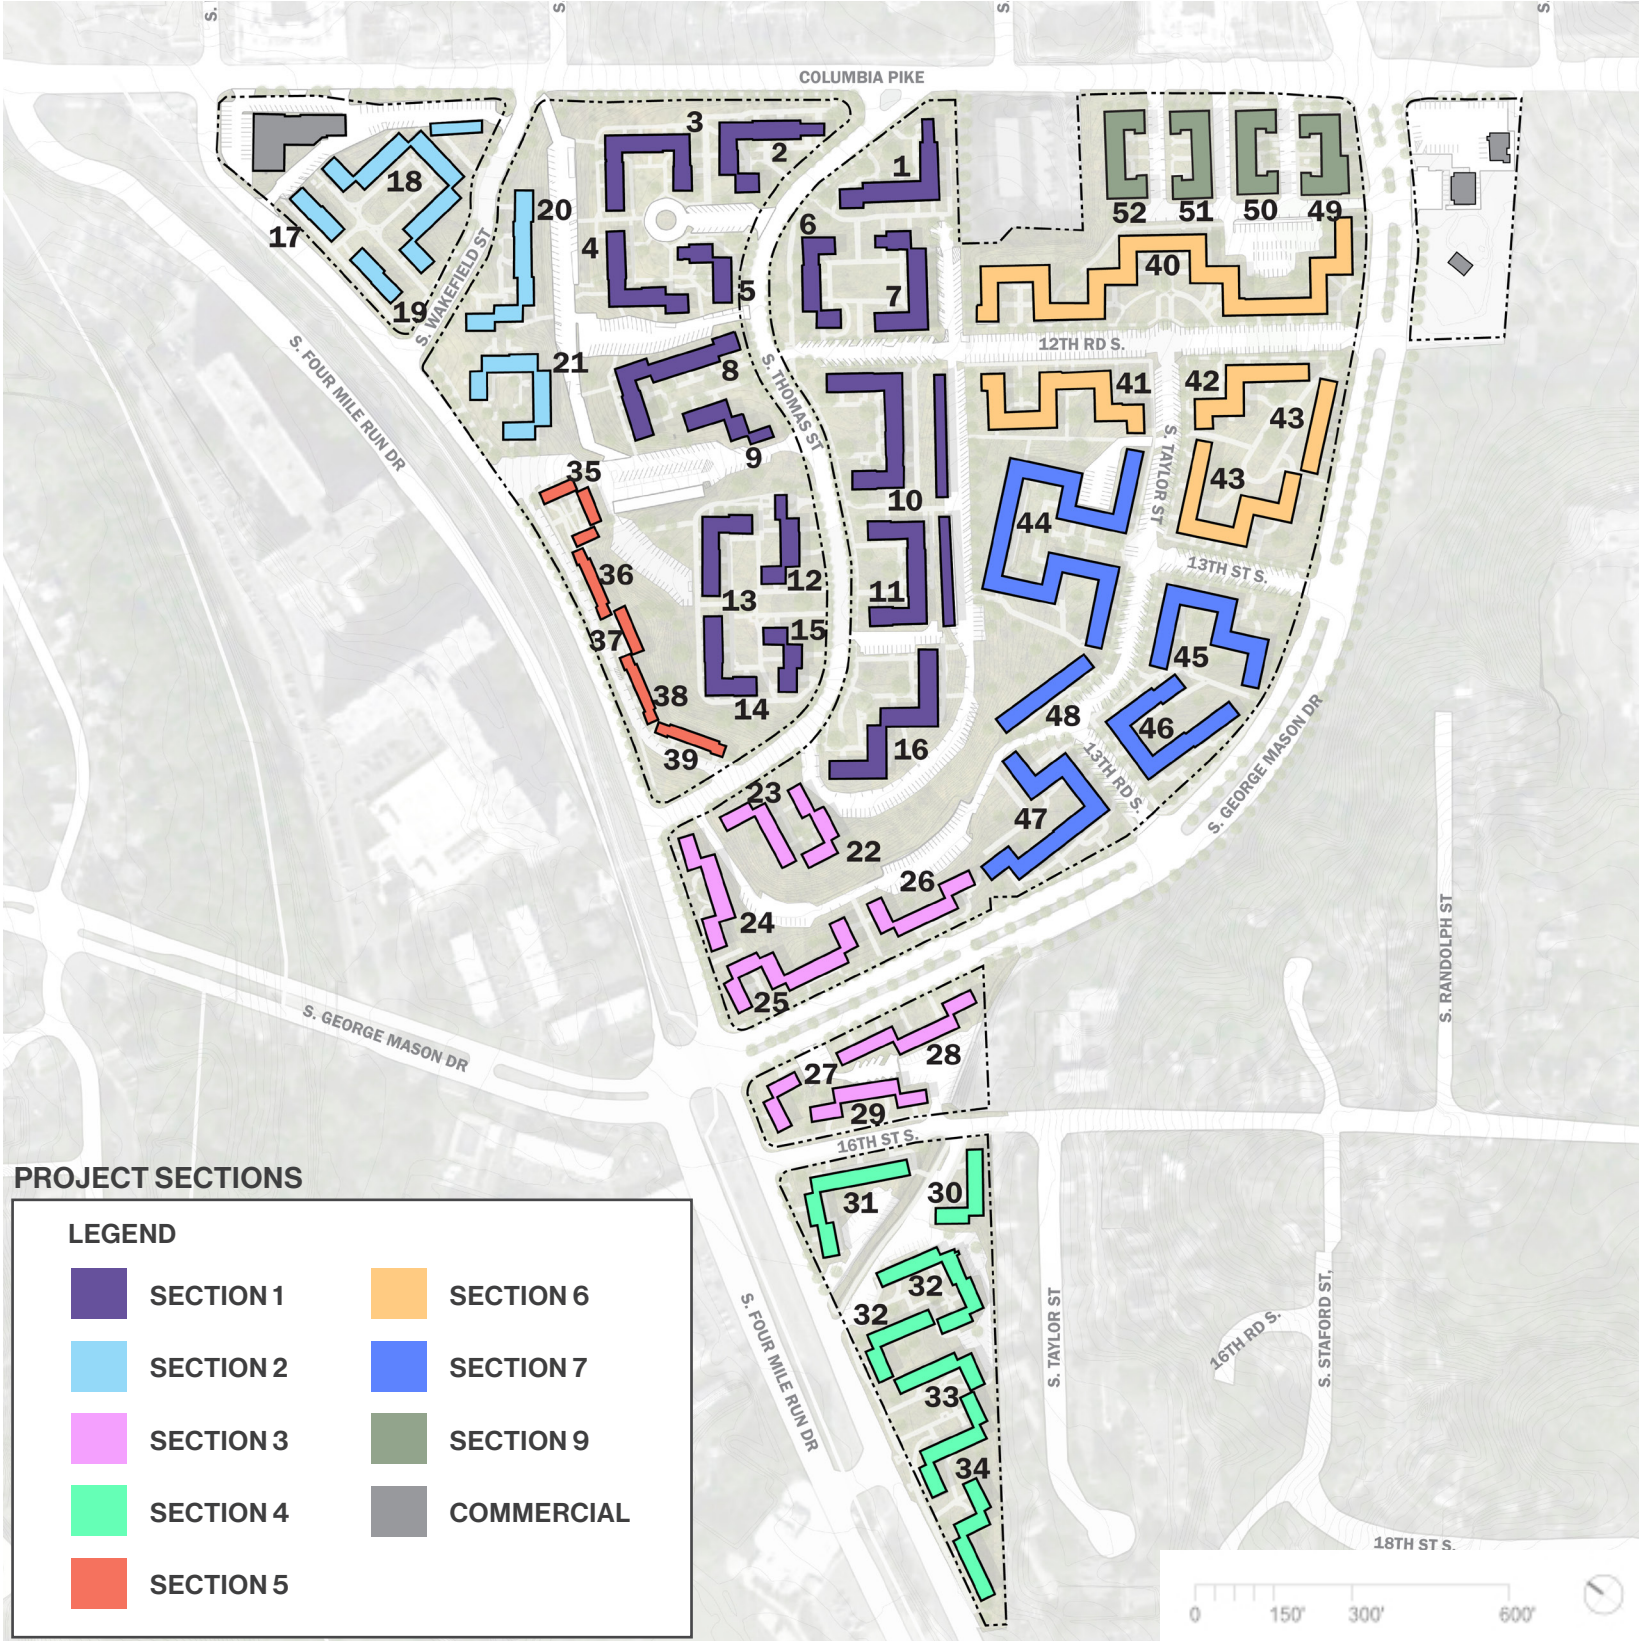 S.
S.
S.
S.
COLUMBIA PIKE
3
2
1
18
20
17
19
S. WAKEFIELD ST
4
5
6
7
52
51
50
49
40
12TH RD S.
S. FOUR MILE RUN DR
21
8
9
S. THOMAS ST
41
42
43
43
S. TAYLOR ST
10
35
44
36
13
12
11
13TH ST S.
37
15
38
14
39
16
45
48
46
13TH RD S.
S. GEORGE MASON DR
47
23
22
26
24
25
S. RANDOLPH ST
S. GEORGE MASON DR
28
27
29
16TH ST S.
31
30
32
32
33
34
S. FOUR MILE RUN DR
S. TAYLOR ST
16TH RD S.
S. STAFORD ST,
18TH ST S.
PROJECT SECTIONS
LEGEND
SECTION 1
SECTION 2
SECTION 3
SECTION 4
SECTION 5
SECTION 6
SECTION 7
SECTION 9
COMMERCIAL
0 150' 300' 600'